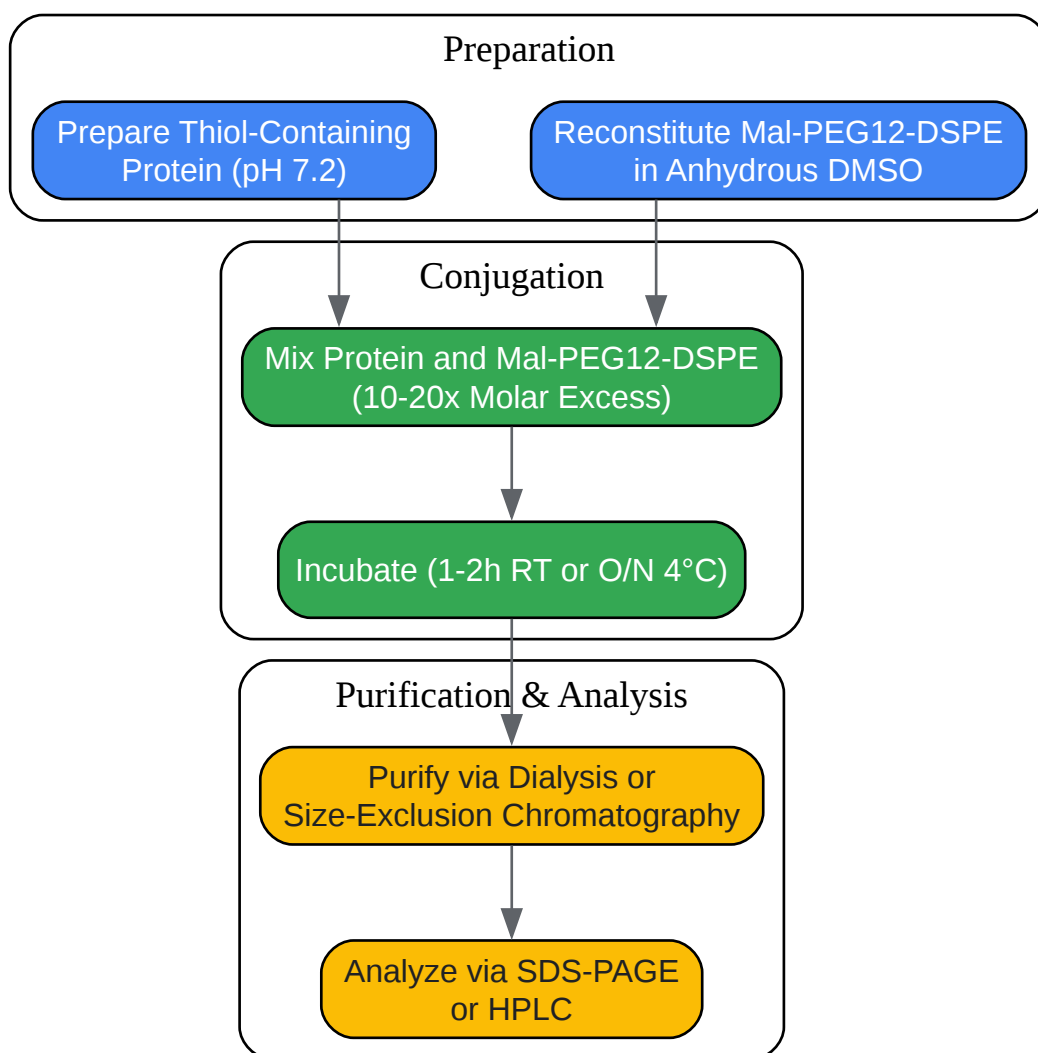 Preparation
Prepare Thiol-Containing
Protein (pH 7.2)
Reconstitute Mal-PEG12-DSPE
in Anhydrous DMSO
Conjugation
Mix Protein and Mal-PEG12-DSPE
(10-20x Molar Excess)
Incubate (1-2h RT or O/N 4°C)
Purification & Analysis
Purify via Dialysis or
Size-Exclusion Chromatography
Analyze via SDS-PAGE
or HPLC